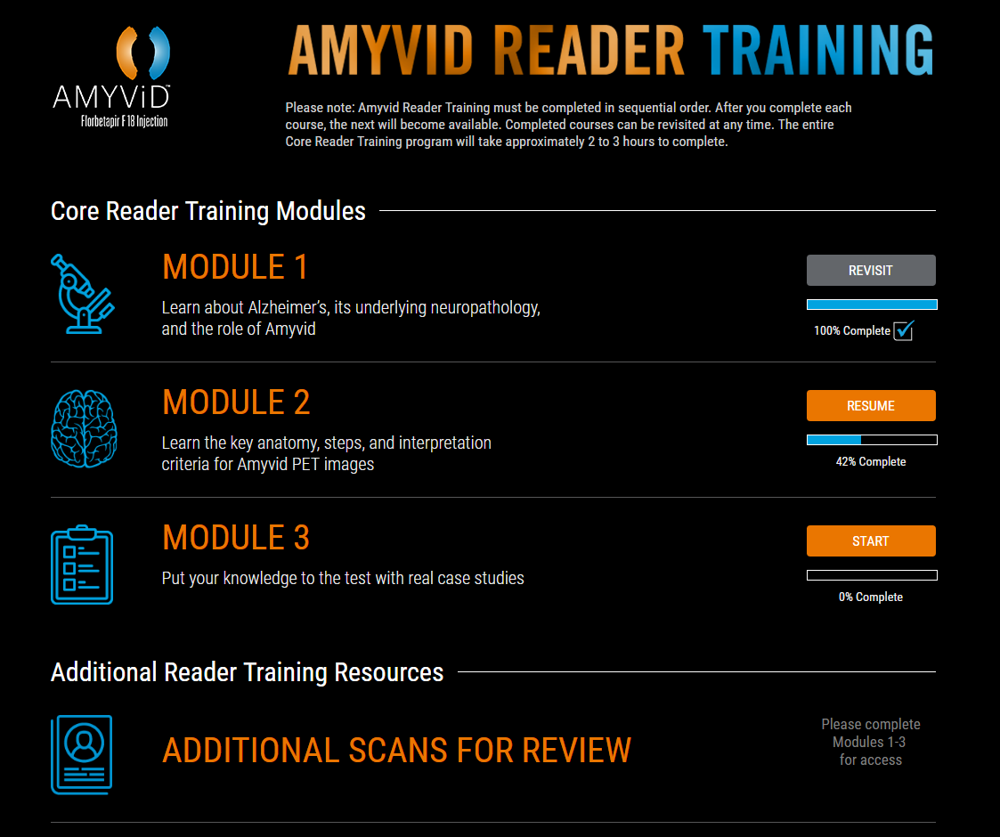 AMYViD™
Florbetapir F 18 Injection
AMYVID READER TRAINING
Please note: Amyvid Reader Training must be completed in sequential order. After you complete each
course, the next will become available. Completed courses can be revisited at any time. The entire
Core Reader Training program will take approximately 2 to 3 hours to complete.
Core Reader Training Modules
MODULE 1
Learn about Alzheimer’s, its underlying neuropathology,
and the role of Amyvid
REVISIT
100% Complete
MODULE 2
Learn the key anatomy, steps, and interpretation
criteria for Amyvid PET images
RESUME
42% Complete
MODULE 3
Put your knowledge to the test with real case studies
START
0% Complete
Additional Reader Training Resources
ADDITIONAL SCANS FOR REVIEW
Please complete
Modules 1-3
for access